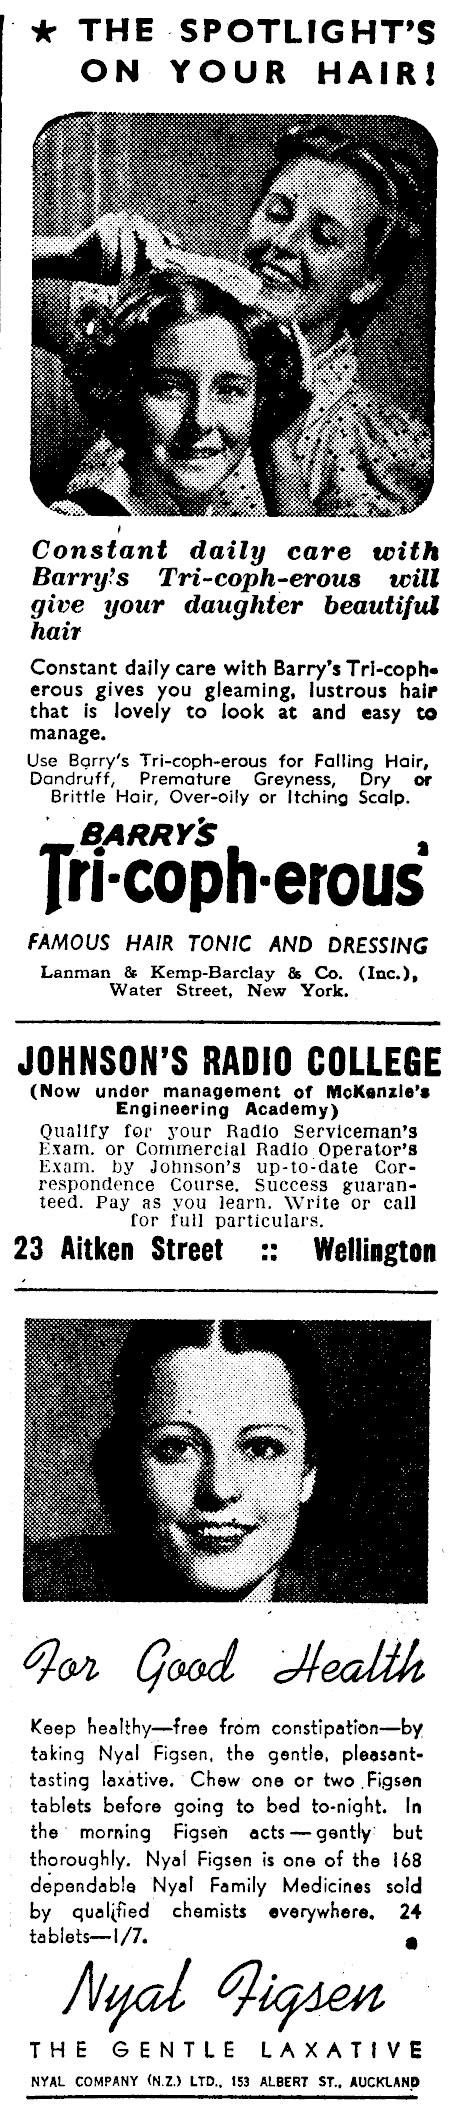 ★ THE SPOTLIGHT'S
ON YOUR HAIR!
Constant daily care with
Barry's Tri-coph-erous will
give your daughter beautiful
hair
Constant daily care with Barry's Tri-coph-
erous gives you gleaming, lustrous hair
that is lovely to look at and easy to
manage.
Use Barry's Tri-coph-erous for Falling Hair,
Dandruff, Premature Greyness, Dry or
Brittle Hair, Over-oily or Itching Scalp.
BARRY'S
Tri-coph-erous
FAMOUS HAIR TONIC AND DRESSING
Lanman & Kemp-Barclay & Co. (Inc.),
Water Street, New York.
JOHNSON'S RADIO COLLEGE
(Now under management of McKenzie's
Engineering Academy)
Qualify for your Radio Serviceman's
Exam. or Commercial Radio Operator's
Exam. by Johnson's up-to-date Cor-
respondence Course. Success guaran-
teed. Pay as you learn. Write or call
for full particulars.
23 Aitken Street :: Wellington
For Good Health
Keep healthy—free from constipation—by
taking Nyal Figsen, the gentle, pleasant-
tasting laxative. Chew one or two Figsen
tablets before going to bed to-night. In
the morning Figsen acts—gently but
thoroughly. Nyal Figsen is one of the 168
dependable Nyal Family Medicines sold
by qualified chemists everywhere. 24
tablets—1/7.
Nyal Figsen
THE GENTLE LAXATIVE
NYAL COMPANY (N.Z.) LTD., 153 ALBERT ST., AUCKLAND